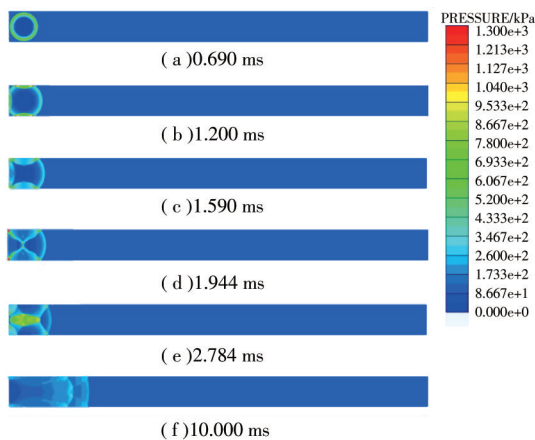 PRESSURE/kPa
1.300e+3
1.213e+3
1.127e+3
1.040e+3
9.533e+2
8.667e+2
7.800e+2
6.933e+2
6.067e+2
5.200e+2
4.333e+2
3.467e+2
2.600e+2
1.733e+2
8.667e+1
0.000e+0
( a )0.690 ms
( b )1.200 ms
( c )1.590 ms
( d )1.944 ms
( e )2.784 ms
( f )10.000 ms